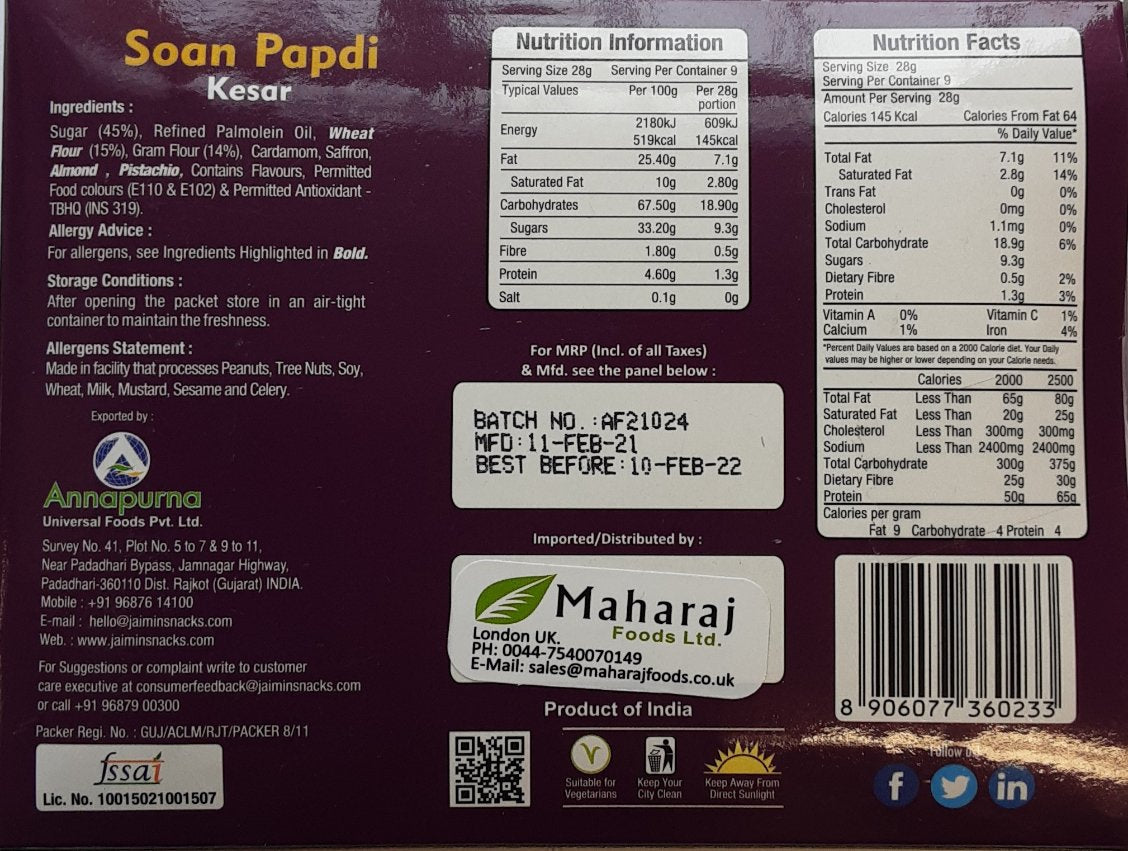 Soan Papdi
Kesar
Ingredients :
Sugar (45%), Refined Palmolein Oil, Wheat
Flour (15%), Gram Flour (14%), Cardamom, Saffron,
Almond , Pistachio, Contains Flavours, Permitted
Food colours (E110 & E102) & Permitted Antioxidant -
TBHQ (INS 319).
Allergy Advice :
For allergens, see Ingredients Highlighted in Bold.
Storage Conditions :
After opening the packet store in an air-tight
container to maintain the freshness.
Allergens Statement :
Made in facility that processes Peanuts, Tree Nuts, Soy,
Wheat, Milk, Mustard, Sesame and Celery.
Exported by :
Annapurna
Universal Foods Pvt. Ltd.
Survey No. 41, Plot No. 5 to 7 & 9 to 11,
Near Padadhari Bypass, Jamnagar Highway,
Padadhari-360110 Dist. Rajkot (Gujarat) INDIA.
Mobile : +91 96876 14100
E-mail : hello@jaiminsnacks.com
Web. : www.jaiminsnacks.com
For Suggestions or complaint write to customer
care executive at consumerfeedback@jaiminsnacks.com
or call +91 96879 00300
Packer Regi. No. : GUJ/ACLM/RJT/PACKER 8/11
fssai
Lic. No. 10015021001507
Nutrition Information
Serving Size 28g Serving Per Container 9
Typical Values Per 100g Per 28g
portion
Energy 2180kJ 609kJ
519kcal 145kcal
Fat 25.40g 7.1g
Saturated Fat 10g 2.80g
Carbohydrates 67.50g 18.90g
Sugars 33.20g 9.3g
Fibre 1.80g 0.5g
Protein 4.60g 1.3g
Salt 0.1g 0g
For MRP (Incl. of all Taxes)
& Mfd. see the panel below :
BATCH NO. :AF21024
MFD:11-FEB-21
BEST BEFORE:10-FEB-22
Imported/Distributed by :
Maharaj
Foods Ltd.
London UK.
PH: 0044-7540070149
E-Mail: sales@maharajfoods.co.uk
Product of India
V
Suitable for
Vegetarians
Keep Your
City Clean
Keep Away From
Direct Sunlight
Nutrition Facts
Serving Size 28g
Serving Per Container 9
Amount Per Serving 28g
Calories 145 Kcal Calories From Fat 64
% Daily Value*
Total Fat 7.1g 11%
Saturated Fat 2.8g 14%
Trans Fat 0g 0%
Cholesterol 0mg 0%
Sodium 1.1mg 0%
Total Carbohydrate 18.9g 6%
Sugars 9.3g
Dietary Fibre 0.5g 2%
Protein 1.3g 3%
Vitamin A 0% Vitamin C 1%
Calcium 1% Iron 4%
*Percent Daily Values are based on a 2000 Calorie diet. Your Daily
values may be higher or lower depending on your Calorie needs.
Calories 2000 2500
Total Fat Less Than 65g 80g
Saturated Fat Less Than 20g 25g
Cholesterol Less Than 300mg 300mg
Sodium Less Than 2400mg 2400mg
Total Carbohydrate 300g 375g
Dietary Fibre 25g 30g
Protein 50g 65g
Calories per gram
Fat 9 Carbohydrate 4 Protein 4
8 906077 360233
Follow
f
in